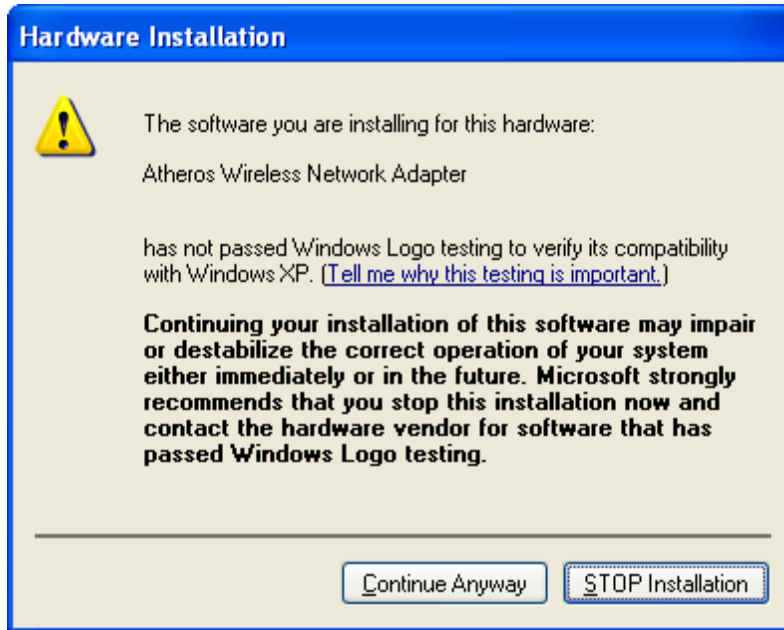 Hardware Installation
The software you are installing for this hardware:
Atheros Wireless Network Adapter
has not passed Windows Logo testing to verify its compatibility
with Windows XP. (Tell me why this testing is important.)
Continuing your installation of this software may impair
or destabilize the correct operation of your system
either immediately or in the future. Microsoft strongly
recommends that you stop this installation now and
contact the hardware vendor for software that has
passed Windows Logo testing.
Continue Anyway
STOP Installation